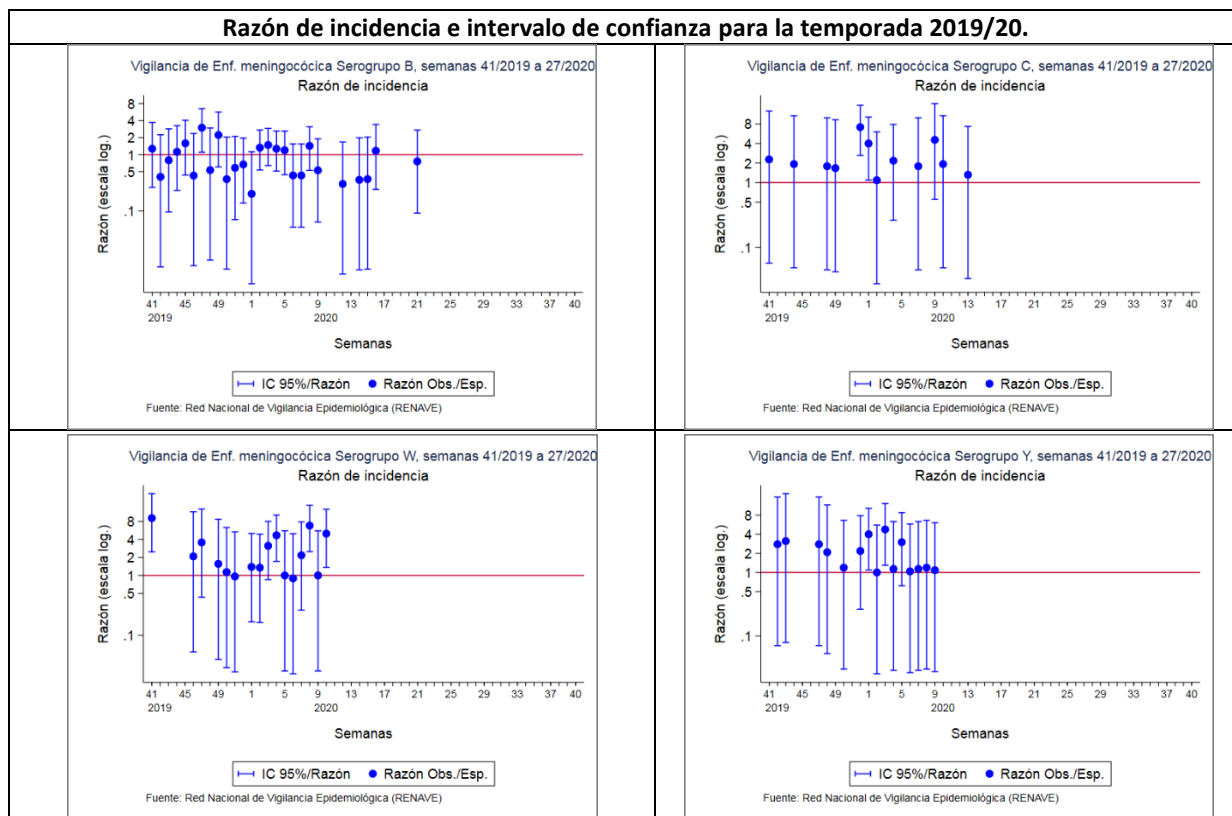 Razón de incidencia e intervalo de confianza para la temporada 2019/20.
Vigilancia de Enf. meningocócica Serogrupo B, semanas 41/2019 a 27/2020
Razón de incidencia
Razón (escala log.)
8
4
2
1
.5
.1
41 45 49 1 5 9 13 17 21 25 29 33 37 40
2019 2020
Semanas
IC 95%/Razón Razón Obs./Esp.
Fuente: Red Nacional de Vigilancia Epidemiológica (RENAVE)
Vigilancia de Enf. meningocócica Serogrupo C, semanas 41/2019 a 27/2020
Razón de incidencia
Razón (escala log.)
8
4
2
1
.5
.1
41 45 49 1 5 9 13 17 21 25 29 33 37 40
2019 2020
Semanas
IC 95%/Razón Razón Obs./Esp.
Fuente: Red Nacional de Vigilancia Epidemiológica (RENAVE)
Vigilancia de Enf. meningocócica Serogrupo W, semanas 41/2019 a 27/2020
Razón de incidencia
Razón (escala log.)
8
4
2
1
.5
.1
41 45 49 1 5 9 13 17 21 25 29 33 37 40
2019 2020
Semanas
IC 95%/Razón Razón Obs./Esp.
Fuente: Red Nacional de Vigilancia Epidemiológica (RENAVE)
Vigilancia de Enf. meningocócica Serogrupo Y, semanas 41/2019 a 27/2020
Razón de incidencia
Razón (escala log.)
8
4
2
1
.5
.1
41 45 49 1 5 9 13 17 21 25 29 33 37 40
2019 2020
Semanas
IC 95%/Razón Razón Obs./Esp.
Fuente: Red Nacional de Vigilancia Epidemiológica (RENAVE)